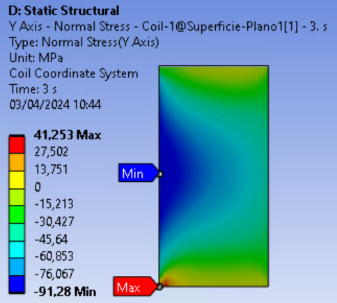 D: Static Structural
Y Axis - Normal Stress - Coil-1@Superficie-Plano1[1] - 3. s
Type: Normal Stress(Y Axis)
Unit: MPa
Coil Coordinate System
Time: 3 s
03/04/2024 10:44
41,253 Max
27,502
13,751
0
-15,213
-30,427
-45,64
-60,853
-76,067
-91,28 Min
Min
Max